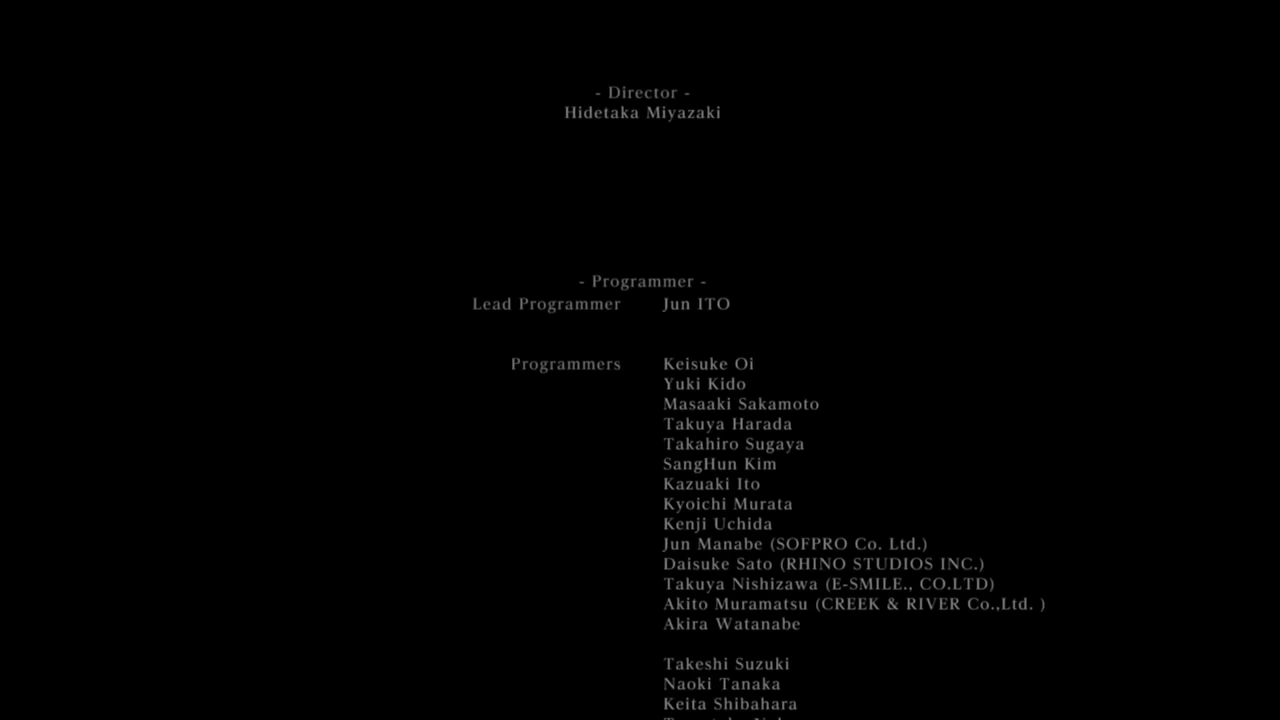 - Director -
Hidetaka Miyazaki
- Programmer -
Lead Programmer Jun ITO
Programmers Keisuke Oi
Yuki Kido
Masaaki Sakamoto
Takuya Harada
Takahiro Sugaya
SangHun Kim
Kazuaki Ito
Kyoichi Murata
Kenji Uchida
Jun Manabe (SOFPRO Co. Ltd.)
Daisuke Sato (RHINO STUDIOS INC.)
Takuya Nishizawa (E-SMILE., CO.LTD)
Akito Muramatsu (CREEK & RIVER Co.,Ltd. )
Akira Watanabe
Takeshi Suzuki
Naoki Tanaka
Keita Shibahara